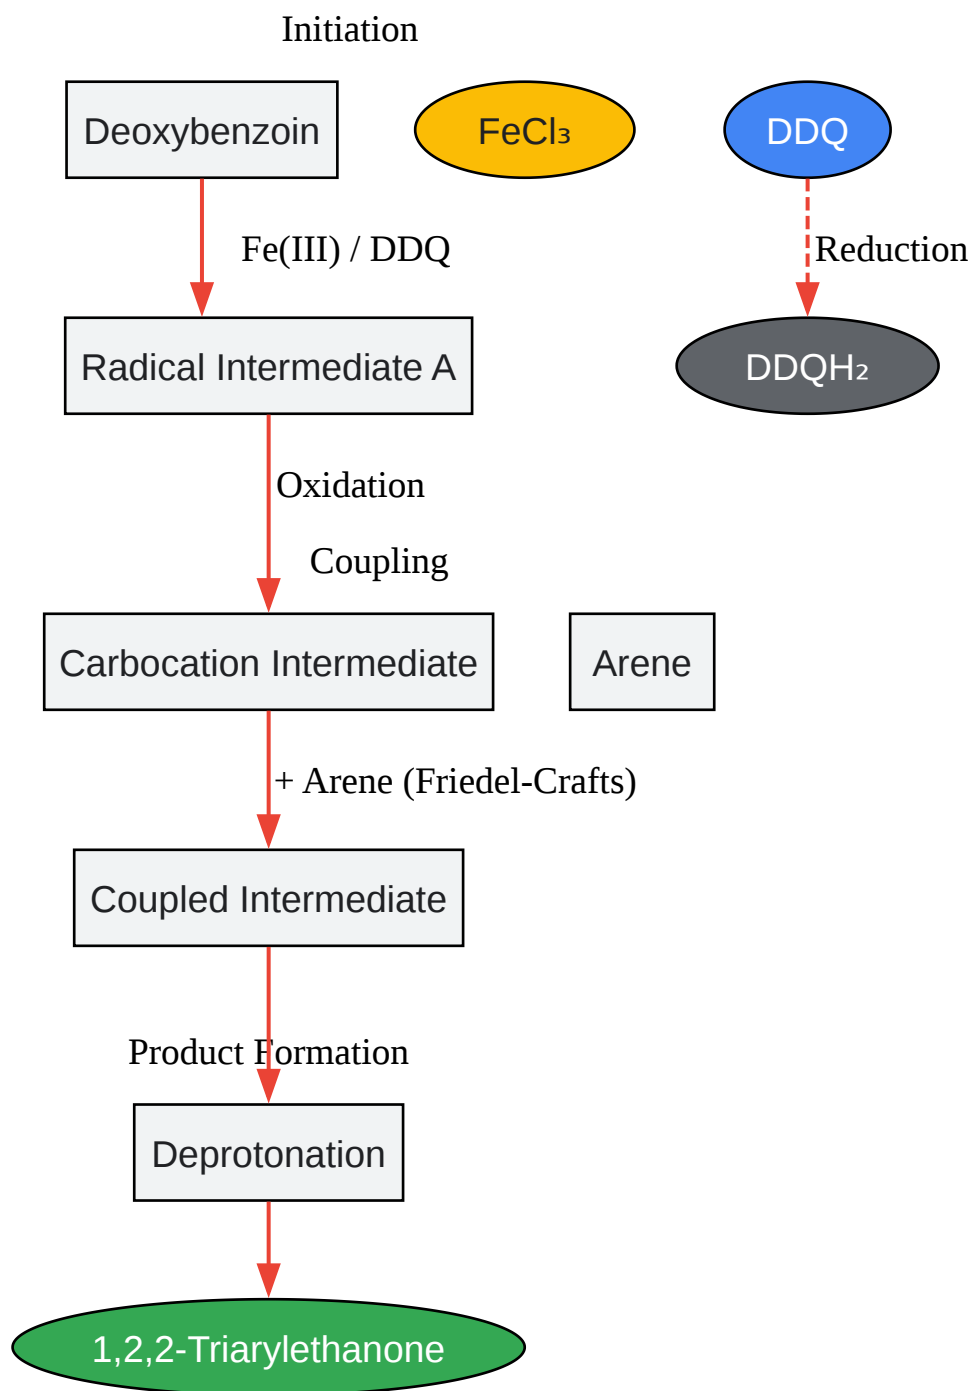 Initiation
Deoxybenzoin
FeCl₃
DDQ
Fe(III) / DDQ
Reduction
Radical Intermediate A
DDQH₂
Oxidation
Coupling
Carbocation Intermediate
Arene
+ Arene (Friedel-Crafts)
Coupled Intermediate
Product Formation
Deprotonation
1,2,2-Triarylethanone